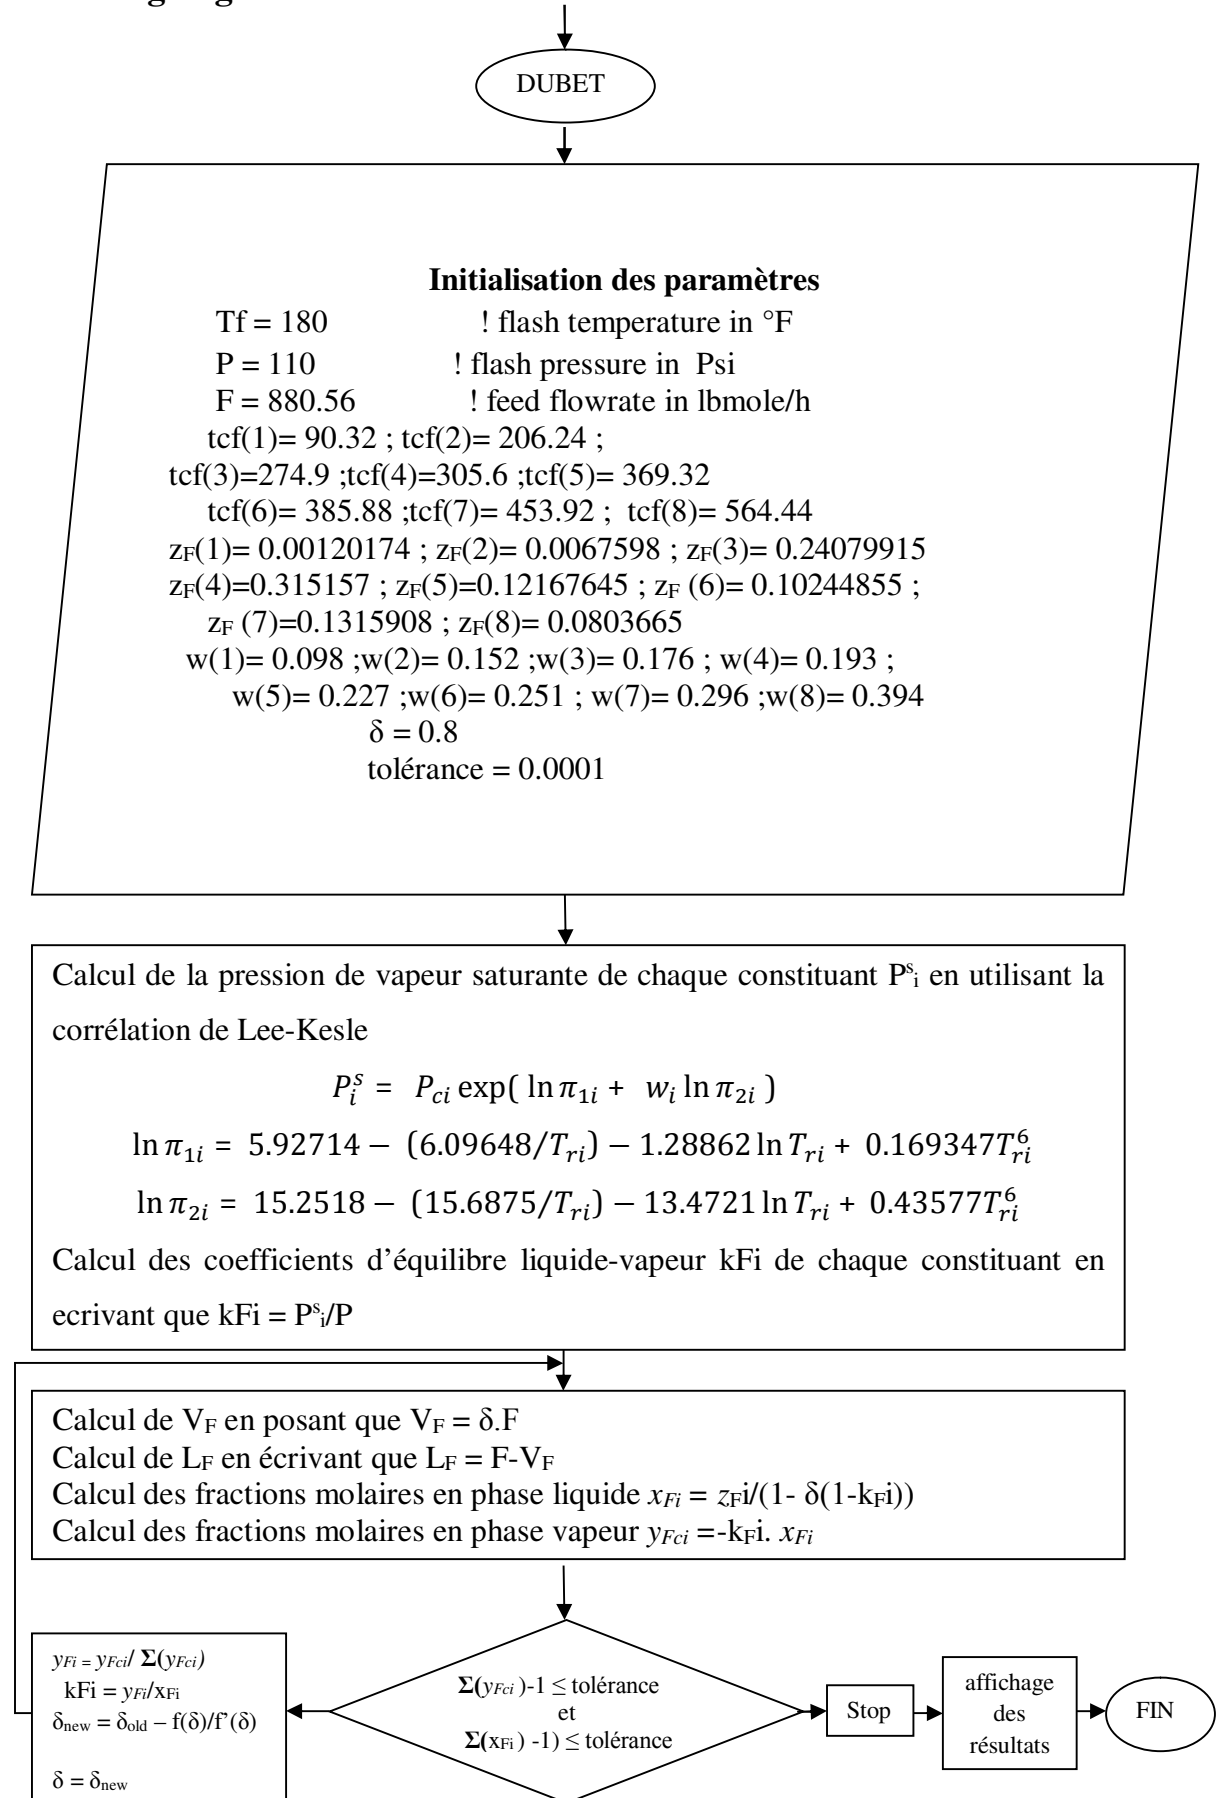 DUBET
Initialisation des paramètres
Tf = 180 ! flash temperature in °F
P = 110 ! flash pressure in Psi
F = 880.56 ! feed flowrate in lbmole/h
tcf(1)= 90.32 ; tcf(2)= 206.24 ;
tcf(3)=274.9 ;tcf(4)=305.6 ;tcf(5)= 369.32
tcf(6)= 385.88 ;tcf(7)= 453.92 ; tcf(8)= 564.44
z_F(1)= 0.00120174 ; z_F(2)= 0.0067598 ; z_F(3)= 0.24079915
z_F(4)=0.315157 ; z_F(5)=0.12167645 ; z_F (6)= 0.10244855 ;
z_F (7)=0.1315908 ; z_F(8)= 0.0803665
w(1)= 0.098 ;w(2)= 0.152 ;w(3)= 0.176 ; w(4)= 0.193 ;
w(5)= 0.227 ;w(6)= 0.251 ; w(7)= 0.296 ;w(8)= 0.394
δ = 0.8
tolérance = 0.0001
Calcul de la pression de vapeur saturante de chaque constituant P^s_i en utilisant la
corrélation de Lee-Kesle
P_i^s = P_ci exp( ln π_1i + w_i ln π_2i )
ln π_1i = 5.92714 − (6.09648/T_ri) − 1.28862 ln T_ri + 0.169347T_ri^6
ln π_2i = 15.2518 − (15.6875/T_ri) − 13.4721 ln T_ri + 0.43577T_ri^6
Calcul des coefficients d'équilibre liquide-vapeur kFi de chaque constituant en
ecrivant que kFi = P^s_i/P
Calcul de V_F en posant que V_F = δ.F
Calcul de L_F en écrivant que L_F = F-V_F
Calcul des fractions molaires en phase liquide x_Fi = z_Fi/(1- δ(1-k_Fi))
Calcul des fractions molaires en phase vapeur y_Fci =-k_Fi. x_Fi
y_Fi = y_Fci/ Σ(y_Fci)
kFi = y_Fi/x_Fi
δ_new = δ_old – f(δ)/f'(δ)
δ = δ_new
Σ(y_Fci )-1 ≤ tolérance
et
Σ(x_Fi ) -1) ≤ tolérance
Stop
affichage
des
résultats
FIN